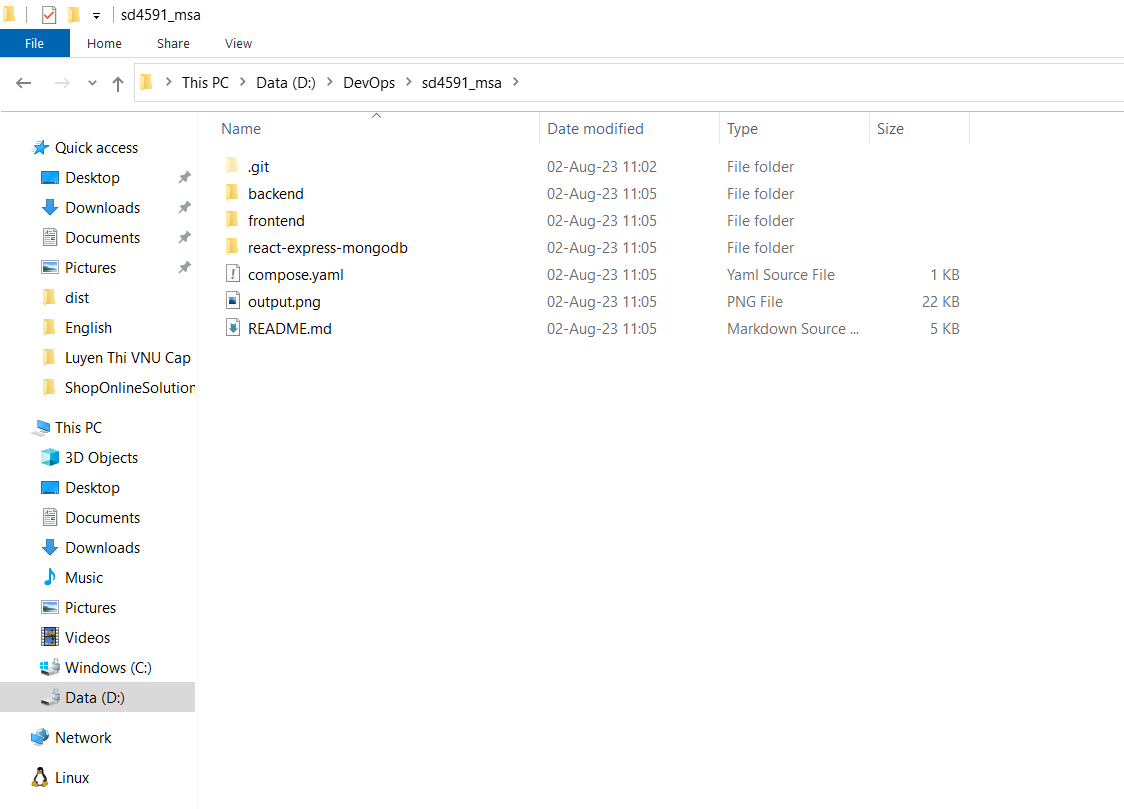 sd4591_msa
File Home Share View
This PC Data (D:) DevOps sd4591_msa
Name Date modified Type Size
Quick access
Desktop
Downloads
Documents
Pictures
dist
English
Luyen Thi VNU Cap
ShopOnlineSolution
This PC
3D Objects
Desktop
Documents
Downloads
Music
Pictures
Videos
Windows (C:)
Data (D:)
Network
Linux
.git 02-Aug-23 11:02 File folder
backend 02-Aug-23 11:05 File folder
frontend 02-Aug-23 11:05 File folder
react-express-mongodb 02-Aug-23 11:05 File folder
compose.yaml 02-Aug-23 11:05 Yaml Source File 1 KB
output.png 02-Aug-23 11:05 PNG File 22 KB
README.md 02-Aug-23 11:05 Markdown Source ... 5 KB